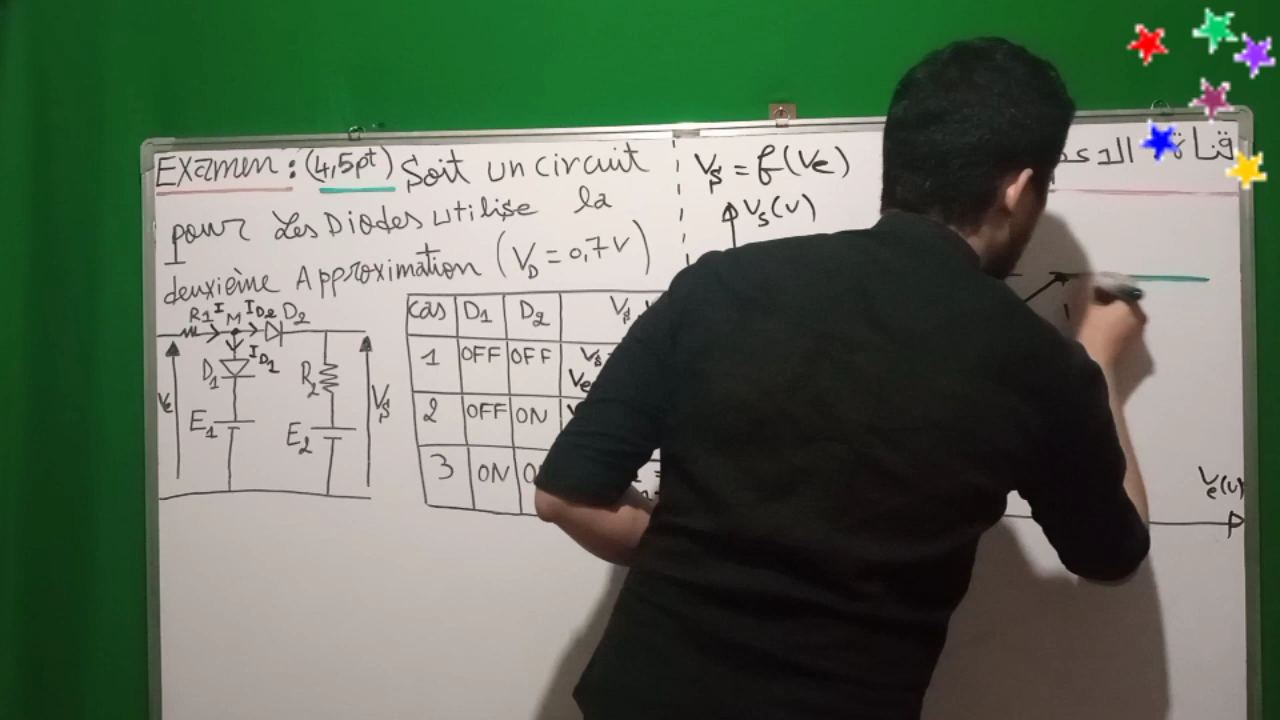 Examen: (4,5pt) Soit un circuit
pour Les Diodes utilise la
deuxième Approximation (V_D = 0,7V)
R1 I M I_D2 D2
D1 I_D1
R2
Ve
Vs
E1
E2
cas D1 D2 Vs
1 OFF OFF Vs
Ve
2 OFF ON
3 ON
Vs = f(Ve)
Vs(v)
Ve(v)
قناة الدعم